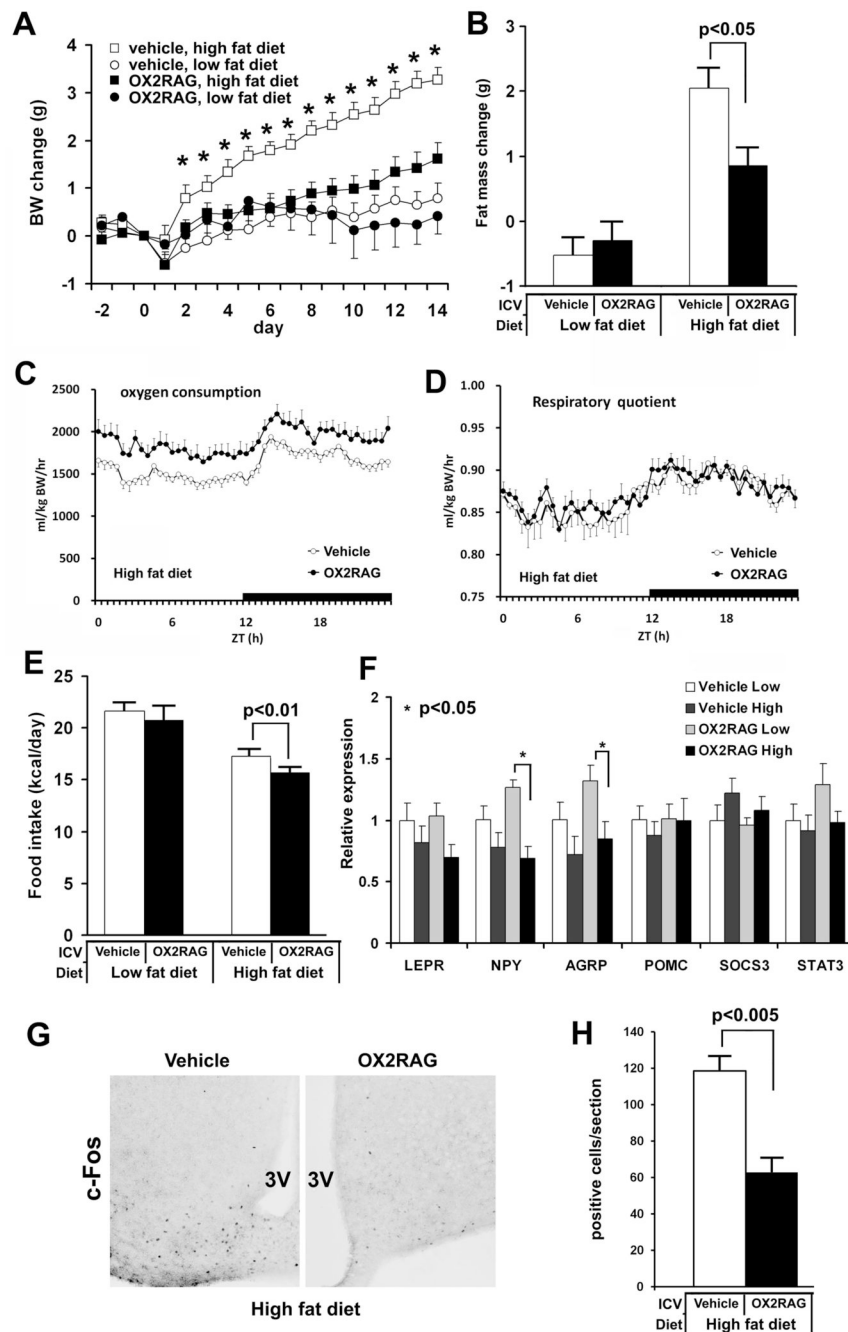 A
vehicle, high fat diet
vehicle, low fat diet
OX2RAG, high fat diet
OX2RAG, low fat diet
* * * * * * * * * * * * *
BW change (g)
4
3
2
1
0
-1
-2 0 2 4 6 8 10 12 14
day
B
p<0.05
Fat mass change (g)
3
2
1
0
-1
ICV Vehicle OX2RAG Vehicle OX2RAG
Diet Low fat diet High fat diet
C
oxygen consumption
ml/kg BW/hr
2500
2000
1500
1000
500
0
Vehicle
OX2RAG
High fat diet
0 6 12 18
ZT (h)
D
Respiratory quotient
ml/kg BW/hr
1.00
0.95
0.90
0.85
0.80
0.75
Vehicle
OX2RAG
High fat diet
0 6 12 18
ZT (h)
E
p<0.01
Food intake (kcal/day)
25
20
15
10
5
0
ICV Vehicle OX2RAG Vehicle OX2RAG
Diet Low fat diet High fat diet
F
Vehicle Low
Vehicle High
OX2RAG Low
OX2RAG High
* p<0.05
* *
Relative expression
2
1.5
1
0.5
0
LEPR NPY AGRP POMC SOCS3 STAT3
G
Vehicle OX2RAG
c-Fos
3V 3V
High fat diet
H
p<0.005
positive cells/section
140
120
100
80
60
40
20
0
ICV Vehicle OX2RAG
Diet High fat diet